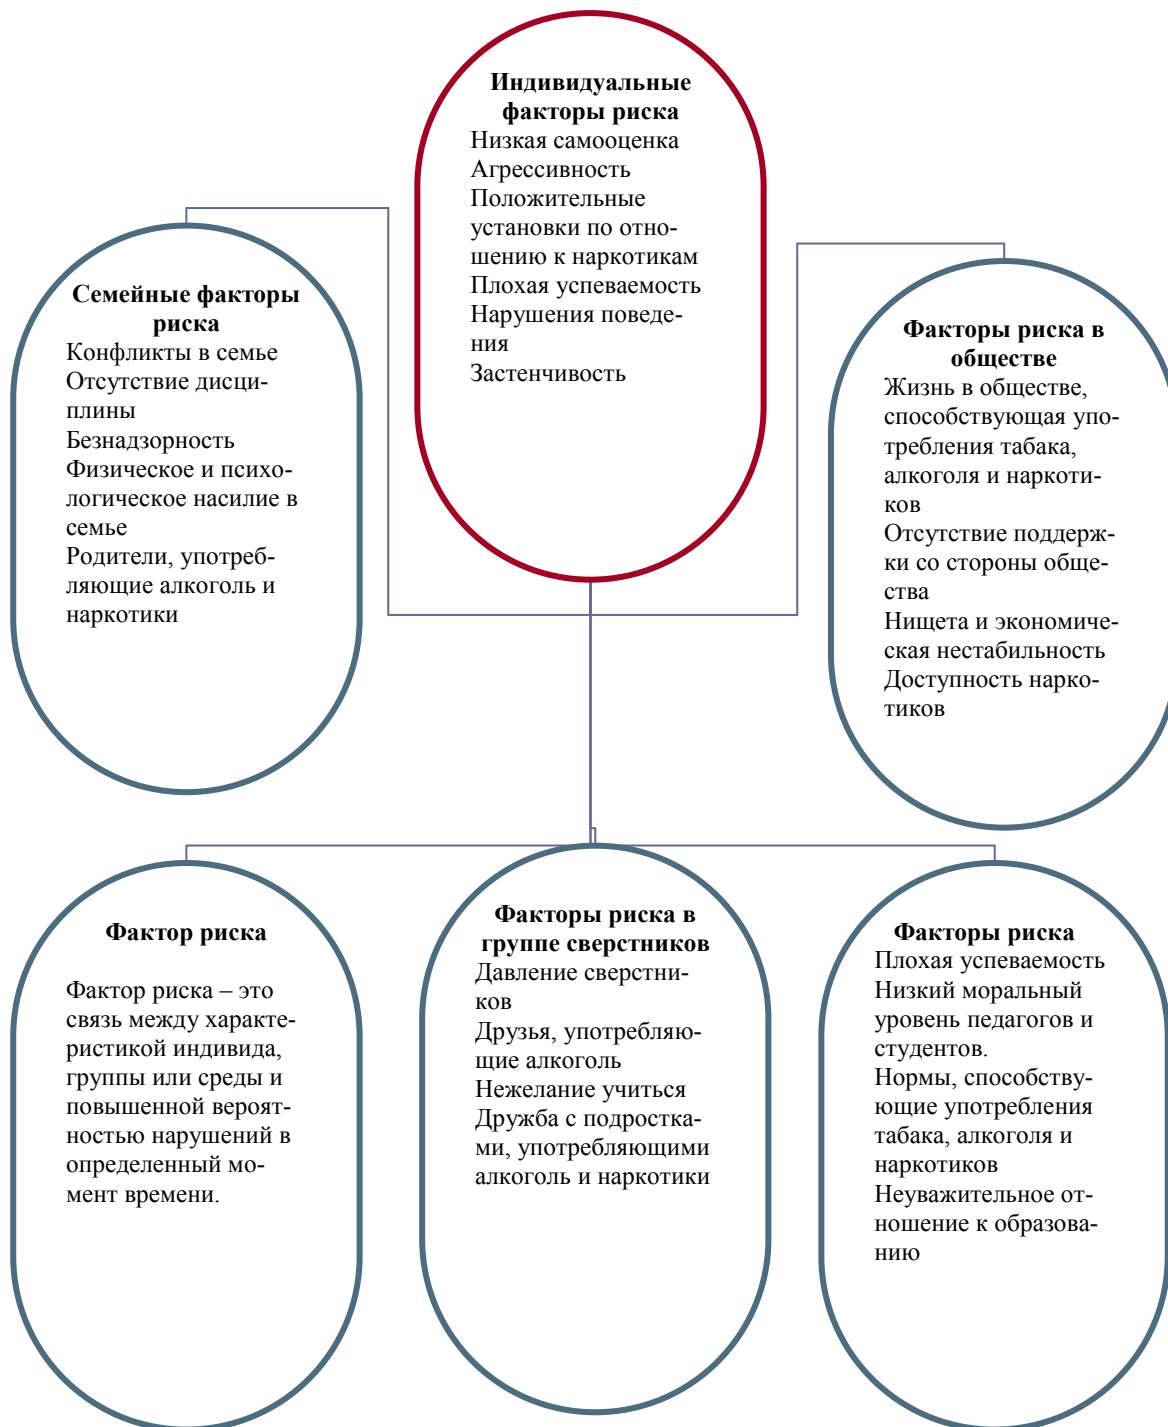 Индивидуальные
факторы риска
Низкая самооценка
Агрессивность
Положительные
установки по отно-
шению к наркотикам
Плохая успеваемость
Нарушения поведе-
ния
Застенчивость
Семейные факторы
риска
Конфликты в семье
Отсутствие дисци-
плины
Безнадзорность
Физическое и психо-
логическое насилие в
семье
Родители, употреб-
ляющие алкоголь и
наркотики
Факторы риска в
обществе
Жизнь в обществе,
способствующая упо-
требления табака,
алкоголя и наркоти-
ков
Отсутствие поддерж-
ки со стороны обще-
ства
Нищета и экономиче-
ская нестабильность
Доступность нарко-
тиков
Фактор риска
Фактор риска – это
связь между характе-
ристикой индивида,
группы или среды и
повышенной вероят-
ностью нарушений в
определенный мо-
мент времени.
Факторы риска в
группе сверстников
Давление сверстни-
ков
Друзья, употребляю-
щие алкоголь
Нежелание учиться
Дружба с подростка-
ми, употребляющими
алкоголь и наркотики
Факторы риска
Плохая успеваемость
Низкий моральный
уровень педагогов и
студентов.
Нормы, способству-
ющие употребления
табака, алкоголя и
наркотиков
Неуважительное от-
ношение к образова-
нию